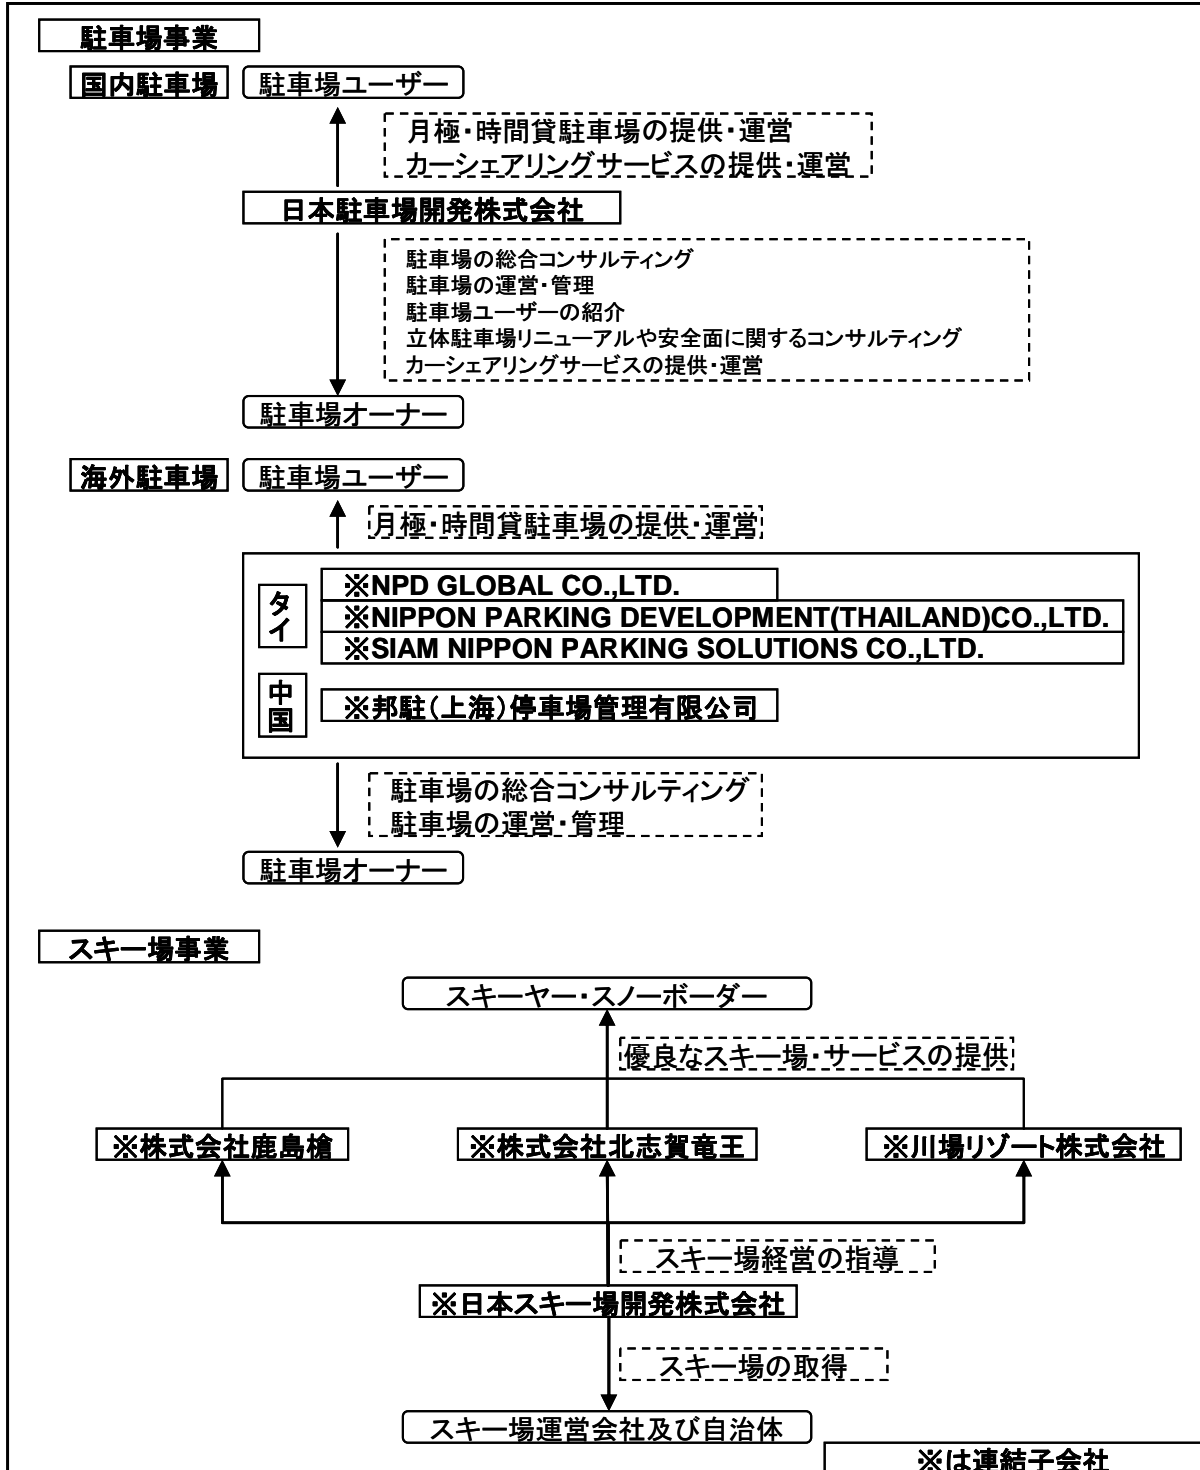 駐車場事業
国内駐車場
駐車場ユーザー
月極・時間貸駐車場の提供・運営
カーシェアリングサービスの提供・運営
日本駐車場開発株式会社
駐車場の総合コンサルティング
駐車場の運営・管理
駐車場ユーザーの紹介
立体駐車場リニューアルや安全面に関するコンサルティング
カーシェアリングサービスの提供・運営
駐車場オーナー
海外駐車場
駐車場ユーザー
月極・時間貸駐車場の提供・運営
タイ
※NPD GLOBAL CO.,LTD.
※NIPPON PARKING DEVELOPMENT(THAILAND)CO.,LTD.
※SIAM NIPPON PARKING SOLUTIONS CO.,LTD.
中国
※邦駐(上海)停車場管理有限公司
駐車場の総合コンサルティング
駐車場の運営・管理
駐車場オーナー
スキー場事業
スキーヤー・スノーボーダー
優良なスキー場・サービスの提供
※株式会社鹿島槍
※株式会社北志賀竜王
※川場リゾート株式会社
スキー場経営の指導
※日本スキー場開発株式会社
スキー場の取得
スキー場運営会社及び自治体
※は連結子会社